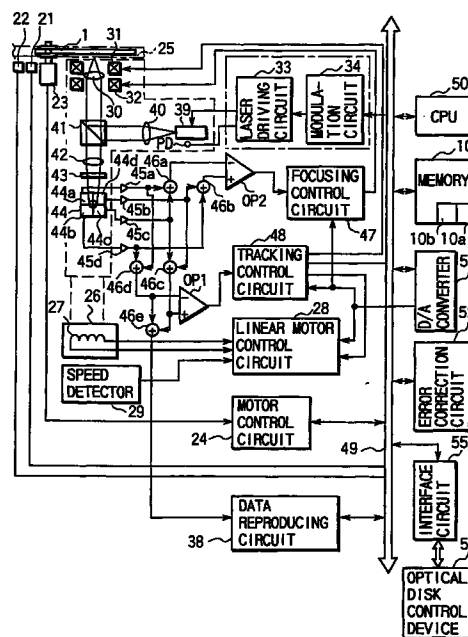 22 21 1 31 25
23
30
32
33
LASER DRIVING CIRCUIT
34
MODULA-TION CIRCUIT
50
CPU
41
40
39
PD
42
43
44a
44d
44
44b
44d
45a
45b
45c
45d
46a
46b
46d
46c
46e
OP2
OP1
FOCUSING CONTROL CIRCUIT
47
10
MEMORY
10b 10a
48
TRACKING CONTROL CIRCUIT
D/A CONVERTER
27
26
28
LINEAR MOTOR CONTROL CIRCUIT
SPEED DETECTOR
29
ERROR CORRECTION CIRCUIT
MOTOR CONTROL CIRCUIT
24
49
55
INTERFACE CIRCUIT
DATA REPRODUCING CIRCUIT
38
OPTICAL DISK CONTROL DEVICE